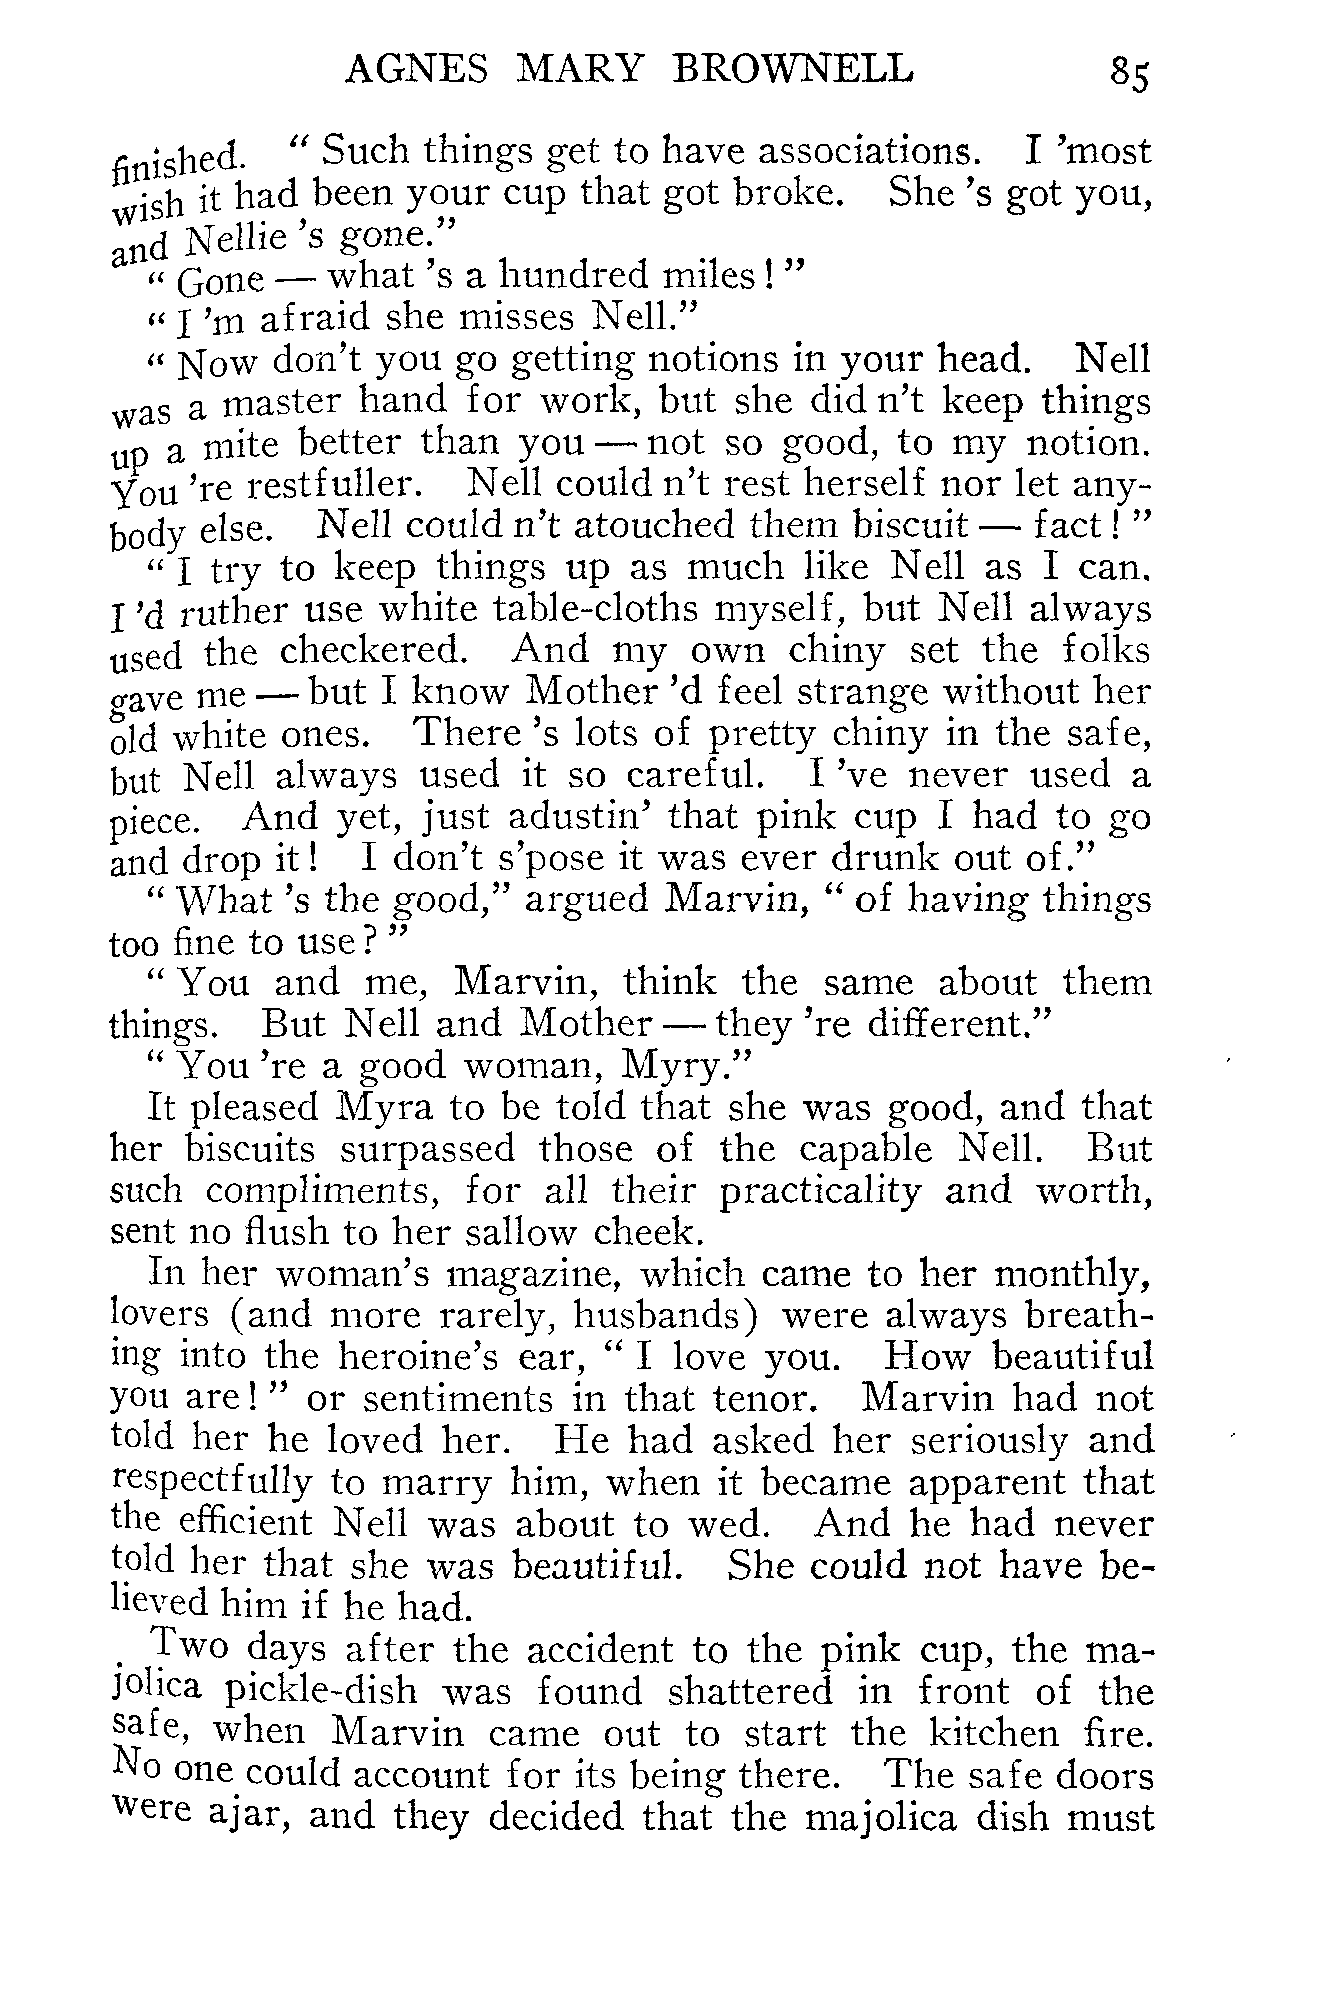 AGNES MARY BROWNELL 85
finished. “ Such things get to have associations. I ’most
wish it had been your cup that got broke. She ’s got you,
and Nellie ’s gone.”
“ Gone — what ’s a hundred miles ! ”
“ I ’m afraid she misses Nell.”
“ Now don’t you go getting notions in your head. Nell
was a master hand for work, but she did n’t keep things
up a mite better than you — not so good, to my notion.
You ’re restfuller. Nell could n’t rest herself nor let any-
body else. Nell could n’t atouched them biscuit — fact ! ”
“ I try to keep things up as much like Nell as I can.
I ’d ruther use white table-cloths myself, but Nell always
used the checkered. And my own chiny set the folks
gave me — but I know Mother ’d feel strange without her
old white ones. There ’s lots of pretty chiny in the safe,
but Nell always used it so careful. I ’ve never used a
piece. And yet, just adustin’ that pink cup I had to go
and drop it ! I don’t s’pose it was ever drunk out of.”
“ What ’s the good,” argued Marvin, “ of having things
too fine to use ? ”
“ You and me, Marvin, think the same about them
things. But Nell and Mother — they ’re different.”
“ You ’re a good woman, Myry.”
It pleased Myra to be told that she was good, and that
her biscuits surpassed those of the capable Nell. But
such compliments, for all their practicality and worth,
sent no flush to her sallow cheek.
In her woman’s magazine, which came to her monthly,
lovers (and more rarely, husbands) were always breath-
ing into the heroine’s ear, “ I love you. How beautiful
you are ! ” or sentiments in that tenor. Marvin had not
told her he loved her. He had asked her seriously and
respectfully to marry him, when it became apparent that
the efficient Nell was about to wed. And he had never
told her that she was beautiful. She could not have be-
lieved him if he had.
Two days after the accident to the pink cup, the ma-
jolica pickle-dish was found shattered in front of the
safe, when Marvin came out to start the kitchen fire.
No one could account for its being there. The safe doors
were ajar, and they decided that the majolica dish must